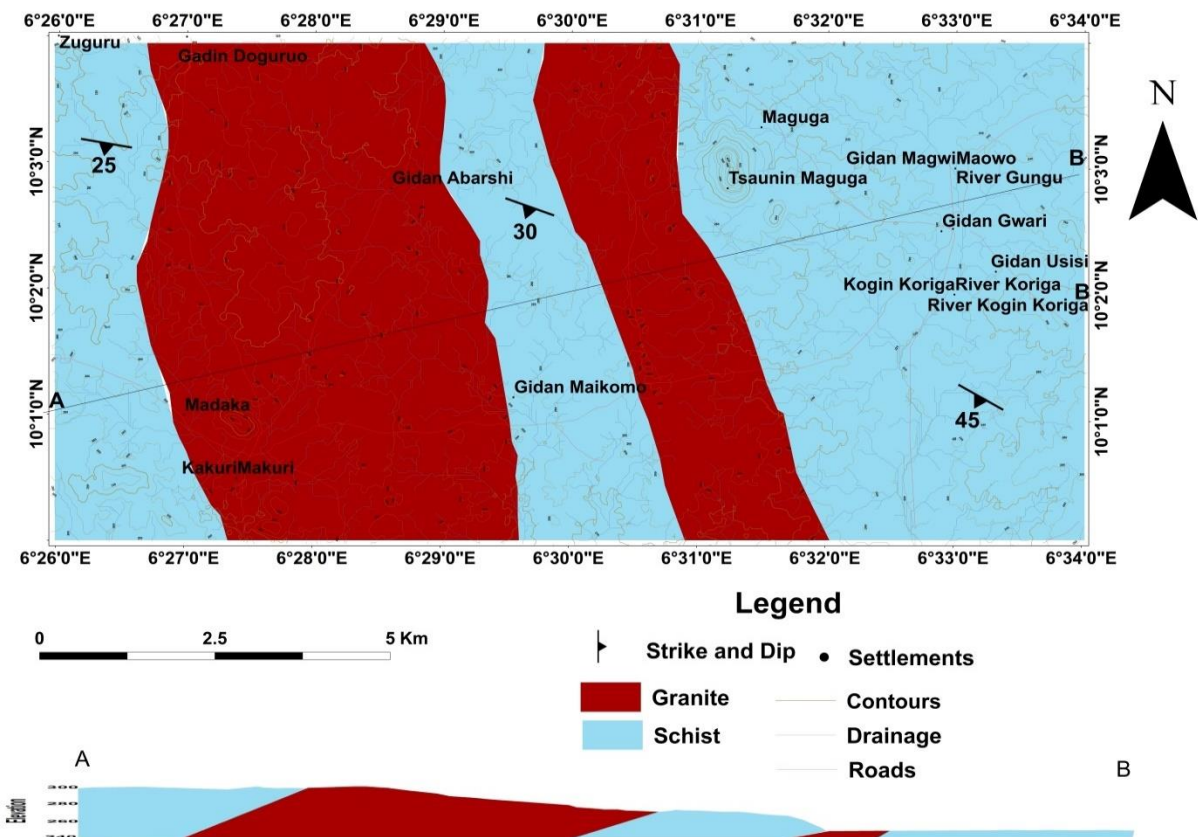 6°26'0"E 6°27'0"E 6°28'0"E 6°29'0"E 6°30'0"E 6°31'0"E 6°32'0"E 6°33'0"E 6°34'0"E
Zuguru
Gadin Doguruo
N
Maguga
25
10°3'0"N
Gidan MagwiMaowo
B
10°3'0"N
Gidan Abarshi
Tsaunin Maguga
River Gungu
30
Gidan Gwari
Gidan Usisi
10°2'0"N
Kogin KorigaRiver Koriga
B
10°2'0"N
River Kogin Koriga
Gidan Maikomo
A
Madaka
10°1'0"N
45
10°1'0"N
KakuriMakuri
6°26'0"E 6°27'0"E 6°28'0"E 6°29'0"E 6°30'0"E 6°31'0"E 6°32'0"E 6°33'0"E 6°34'0"E
Legend
0 2.5 5 Km
Strike and Dip
Settlements
Granite
Contours
Schist
Drainage
Roads
A
B
Elevation
300
280
260
240